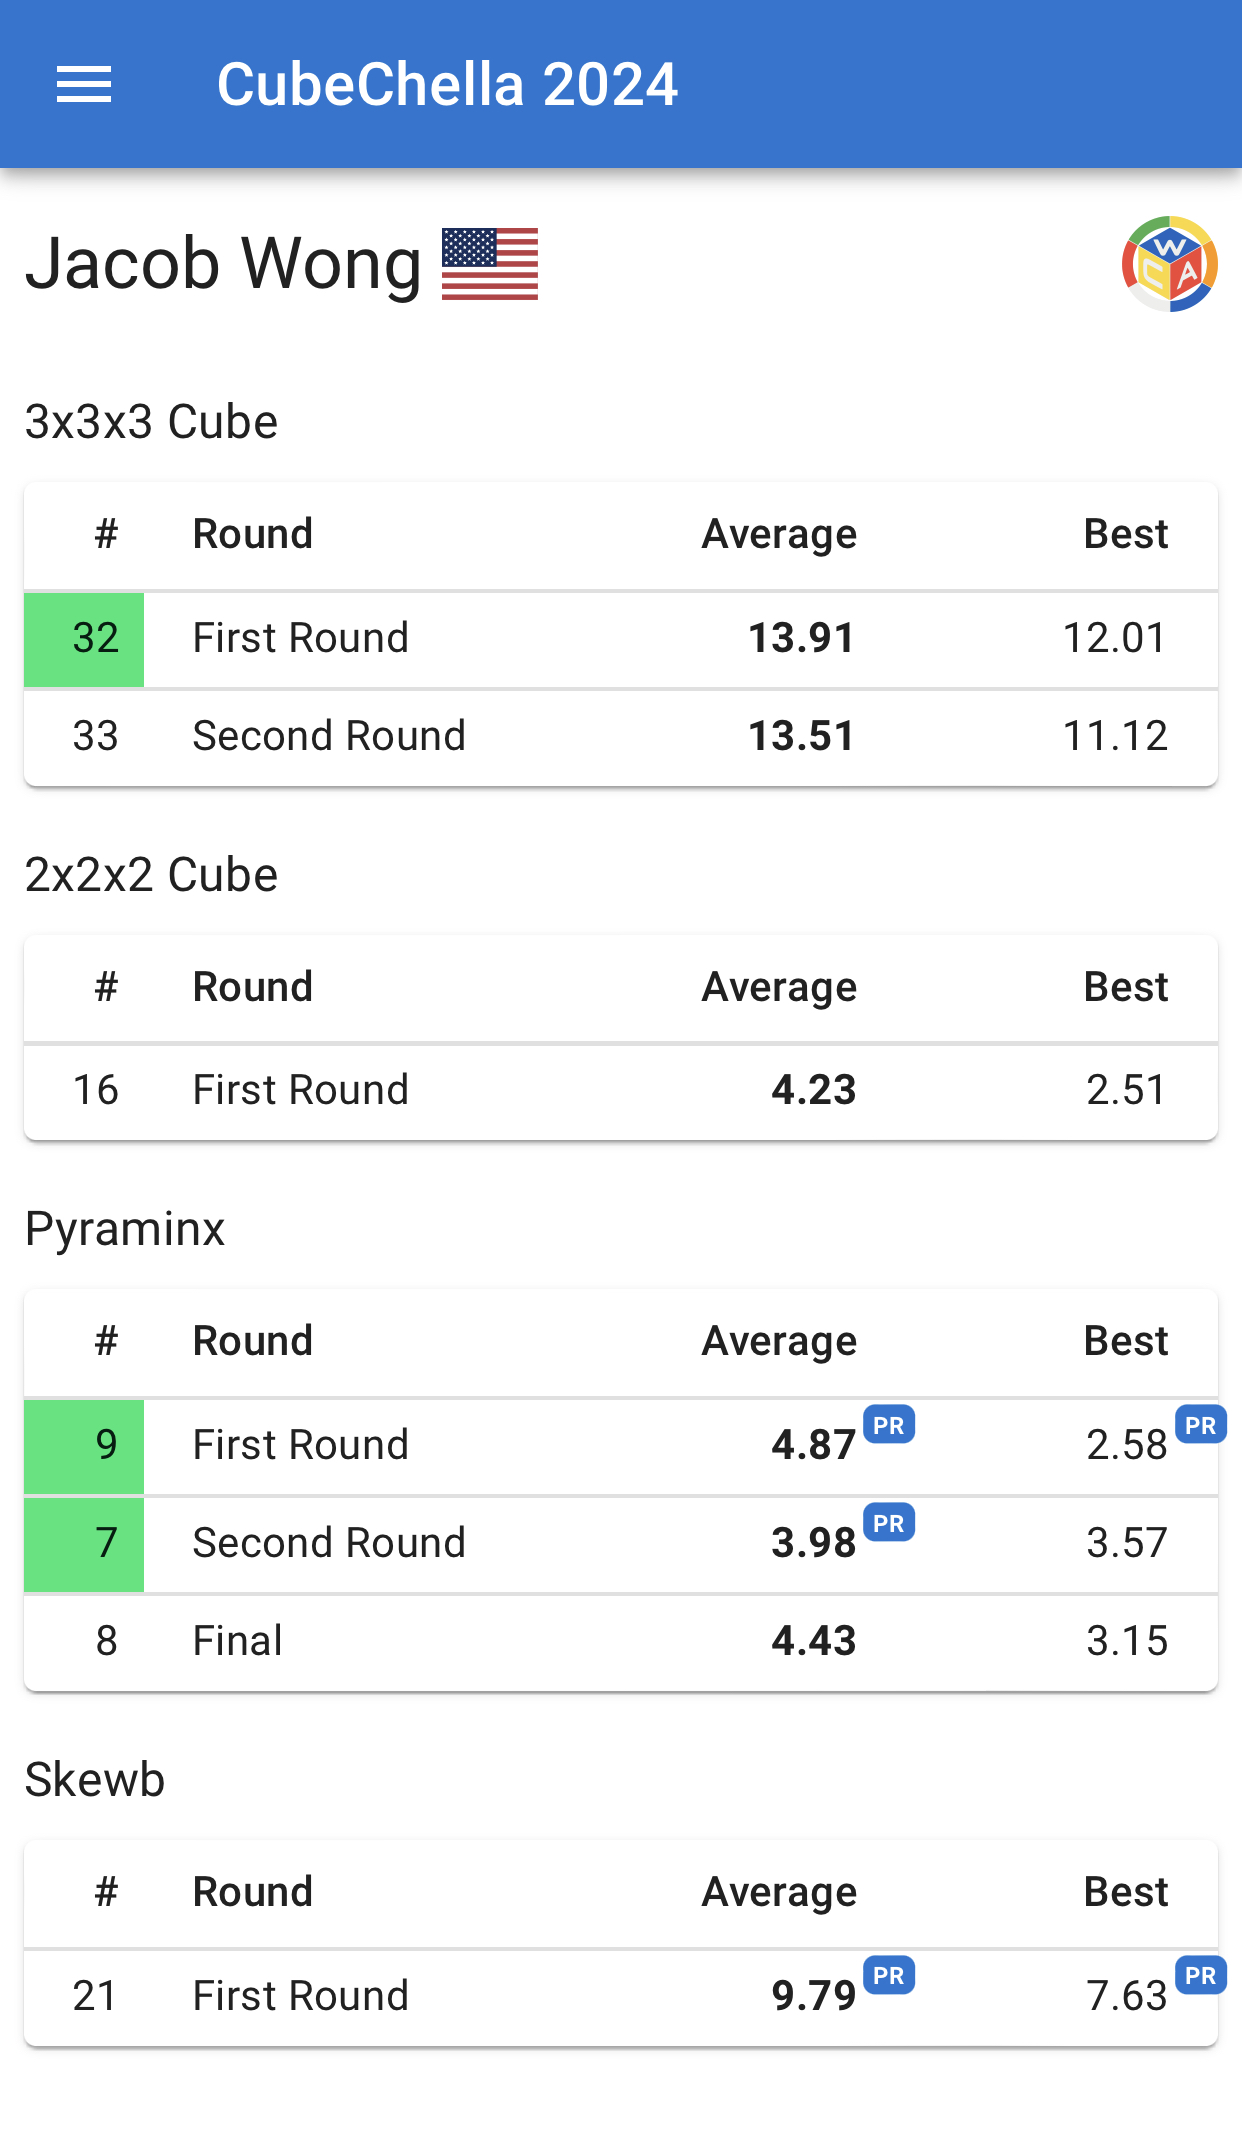 CubeChella 2024
Jacob Wong
W C A
3x3x3 Cube
# Round Average Best
32 First Round 13.91 12.01
33 Second Round 13.51 11.12
2x2x2 Cube
# Round Average Best
16 First Round 4.23 2.51
Pyraminx
# Round Average Best
9 First Round 4.87 PR 2.58 PR
7 Second Round 3.98 PR 3.57
8 Final 4.43 3.15
Skewb
# Round Average Best
21 First Round 9.79 PR 7.63 PR